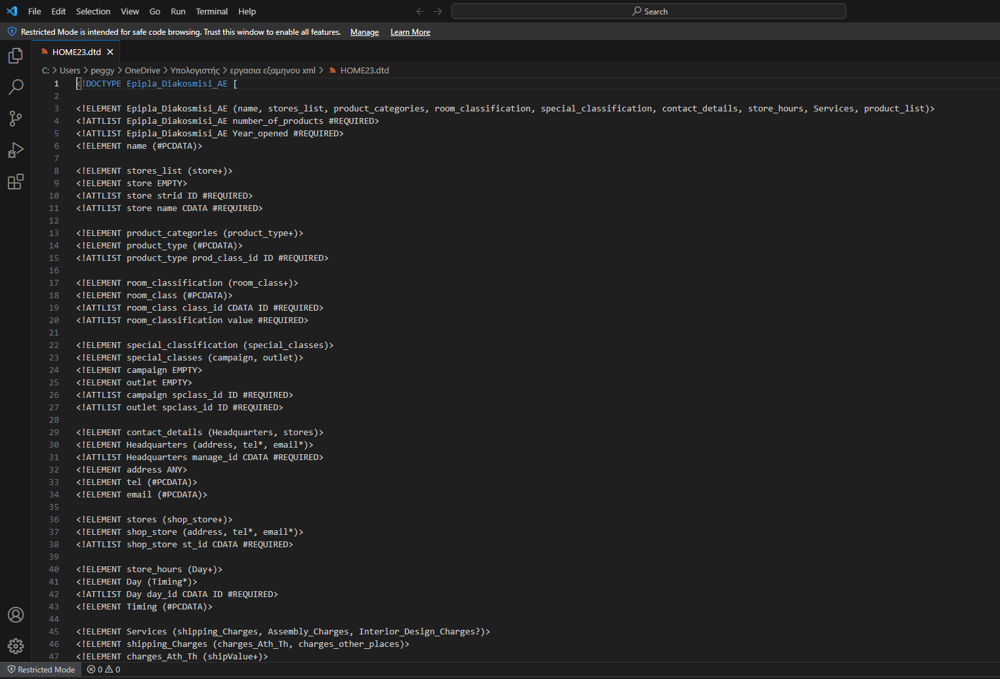 File Edit Selection View Go Run Terminal Help
Search
Restricted Mode is intended for safe code browsing. Trust this window to enable all features. Manage Learn More
HOME23.dtd
C: > Users > peggy > OneDrive > Υπολογιστής > εργασια εξαμηνου xml > HOME23.dtd
1 <!DOCTYPE Epipla_Diakosmisi_AE [
2
3 <!ELEMENT Epipla_Diakosmisi_AE (name, stores_list, product_categories, room_classification, special_classification, contact_details, store_hours, Services, product_list)>
4 <!ATTLIST Epipla_Diakosmisi_AE number_of_products #REQUIRED>
5 <!ATTLIST Epipla_Diakosmisi_AE Year_opened #REQUIRED>
6 <!ELEMENT name (#PCDATA)>
7
8 <!ELEMENT stores_list (store+)>
9 <!ELEMENT store EMPTY>
10 <!ATTLIST store strid ID #REQUIRED>
11 <!ATTLIST store name CDATA #REQUIRED>
12
13 <!ELEMENT product_categories (product_type+)>
14 <!ELEMENT product_type (#PCDATA)>
15 <!ATTLIST product_type prod_class_id ID #REQUIRED>
16
17 <!ELEMENT room_classification (room_class+)>
18 <!ELEMENT room_class (#PCDATA)>
19 <!ATTLIST room_class class_id CDATA ID #REQUIRED>
20 <!ATTLIST room_classification value #REQUIRED>
21
22 <!ELEMENT special_classification (special_classes)>
23 <!ELEMENT special_classes (campaign, outlet)>
24 <!ELEMENT campaign EMPTY>
25 <!ELEMENT outlet EMPTY>
26 <!ATTLIST campaign spclass_id ID #REQUIRED>
27 <!ATTLIST outlet spclass_id ID #REQUIRED>
28
29 <!ELEMENT contact_details (Headquarters, stores)>
30 <!ELEMENT Headquarters (address, tel*, email*)>
31 <!ATTLIST Headquarters manage_id CDATA #REQUIRED>
32 <!ELEMENT address ANY>
33 <!ELEMENT tel (#PCDATA)>
34 <!ELEMENT email (#PCDATA)>
35
36 <!ELEMENT stores (shop_store+)>
37 <!ELEMENT shop_store (address, tel*, email*)>
38 <!ATTLIST shop_store st_id CDATA #REQUIRED>
39
40 <!ELEMENT store_hours (Day+)>
41 <!ELEMENT Day (Timing*)>
42 <!ATTLIST Day day_id CDATA ID #REQUIRED>
43 <!ELEMENT Timing (#PCDATA)>
44
45 <!ELEMENT Services (shipping_Charges, Assembly_Charges, Interior_Design_Charges?)>
46 <!ELEMENT shipping_Charges (charges_Ath_Th, charges_other_places)>
47 <!ELEMENT charges_Ath_Th (shipValue+)>
Restricted Mode 0 0